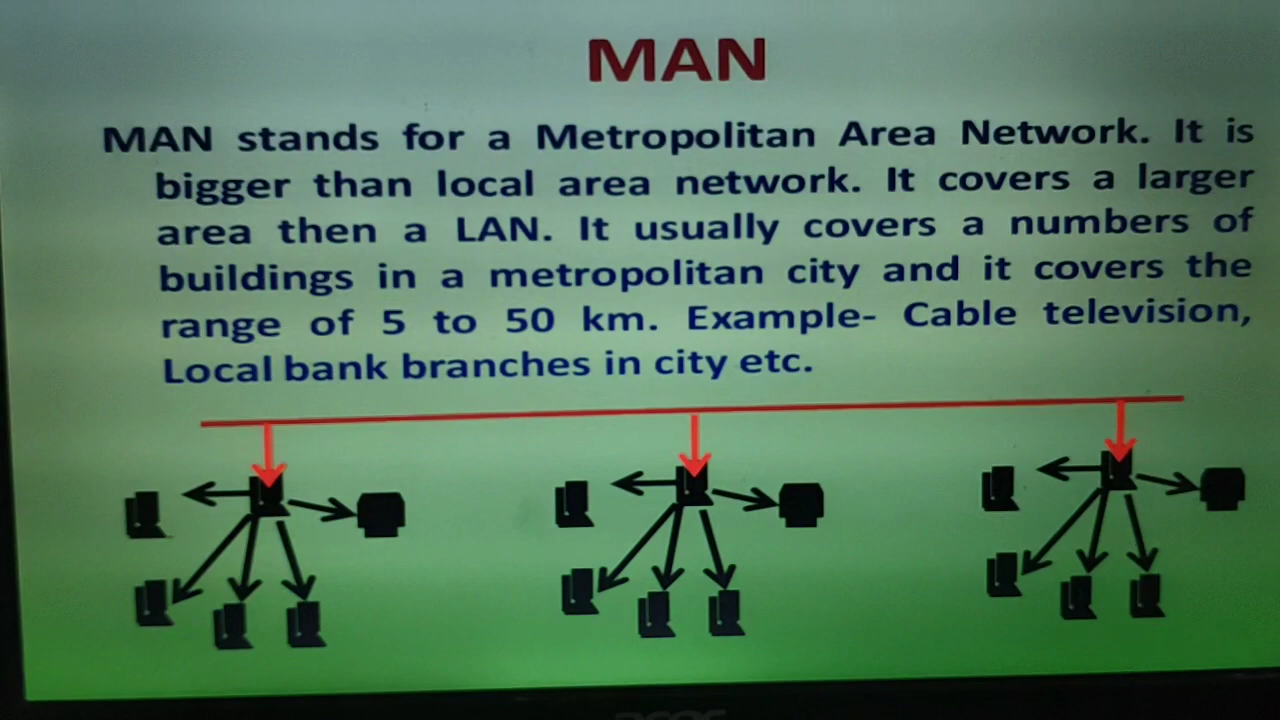 MAN
MAN stands for a Metropolitan Area Network. It is
bigger than local area network. It covers a larger
area then a LAN. It usually covers a numbers of
buildings in a metropolitan city and it covers the
range of 5 to 50 km. Example- Cable television,
Local bank branches in city etc.
acer